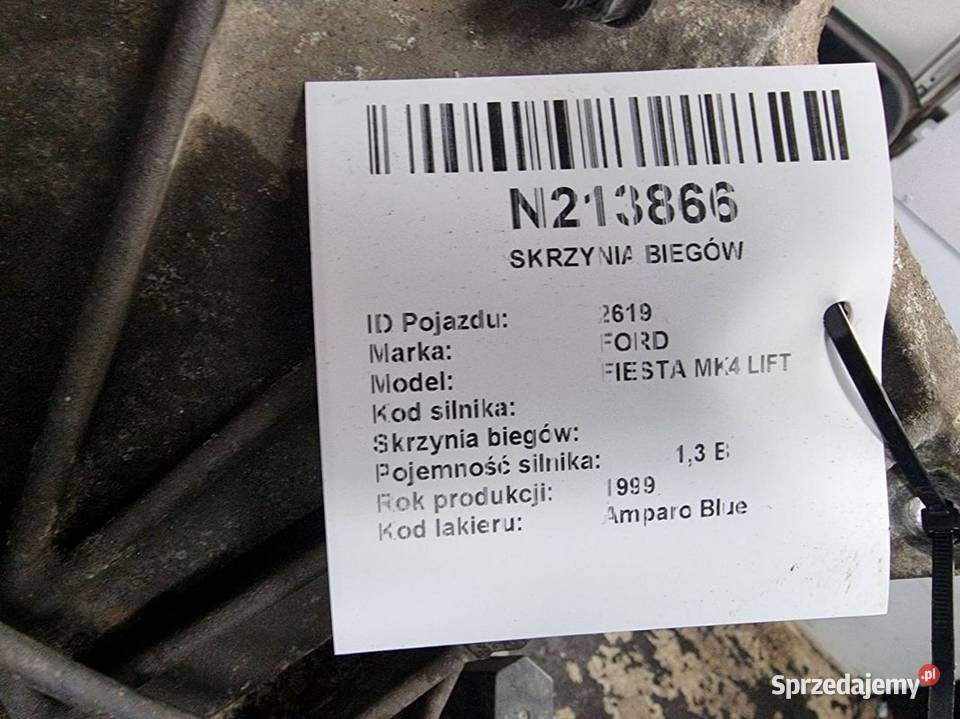 N213866
SKRZYNIA BIEGÓW
ID Pojazdu: 2619
Marka: FORD
Model: FIESTA MK4 LIFT
Kod silnika:
Skrzynia biegów:
Pojemność silnika: 1,3 B
Rok produkcji: 1999
Kod lakieru: Amparo Blue
Sprzedajemy.pl